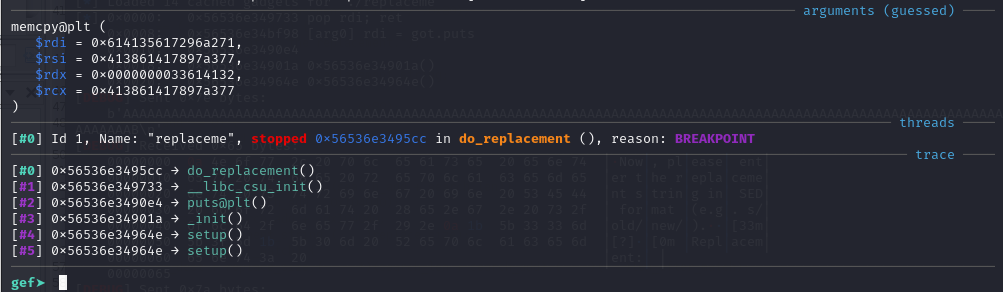 arguments (guessed)
memcpy@plt (
$rdi = 0×614135617296a271,
$rsi = 0×413861417897a377,
$rdx = 0×0000000033614132,
$rcx = 0×413861417897a377
)
threads
[#0] Id 1, Name: "replaceme", stopped 0×56536e3495cc in do_replacement (), reason: BREAKPOINT
trace
[#0] 0×56536e3495cc → do_replacement()
[#1] 0×56536e349733 → __libc_csu_init()
[#2] 0×56536e3490e4 → puts@plt()
[#3] 0×56536e34901a → _init()
[#4] 0×56536e34964e → setup()
[#5] 0×56536e34964e → setup()
gef➤